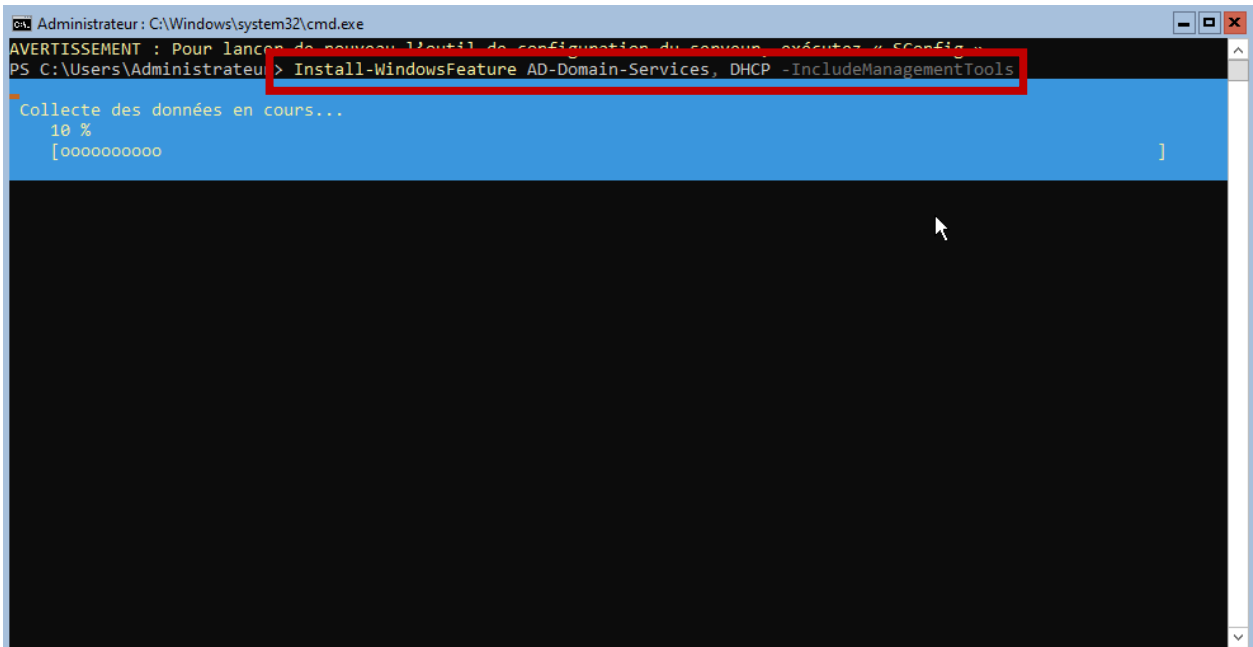 Administrateur : C:\Windows\system32\cmd.exe
AVERTISSEMENT : Pour lancer de nouveau l’outil de configuration du serveur, exécutez « SConfig »
PS C:\Users\Administrateur> Install-WindowsFeature AD-Domain-Services, DHCP -IncludeManagementTools
Collecte des données en cours...
10 %
[oooooooooo ]